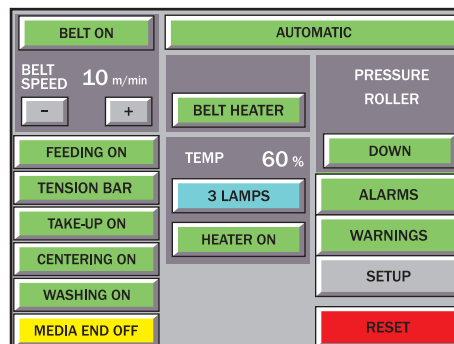 BELT ON
AUTOMATIC
BELT SPEED 10 m/min
- +
BELT HEATER
PRESSURE
ROLLER
DOWN
FEEDING ON
TENSION BAR
TAKE-UP ON
CENTERING ON
WASHING ON
MEDIA END OFF
TEMP 60 %
3 LAMPS
HEATER ON
ALARMS
WARNINGS
SETUP
RESET